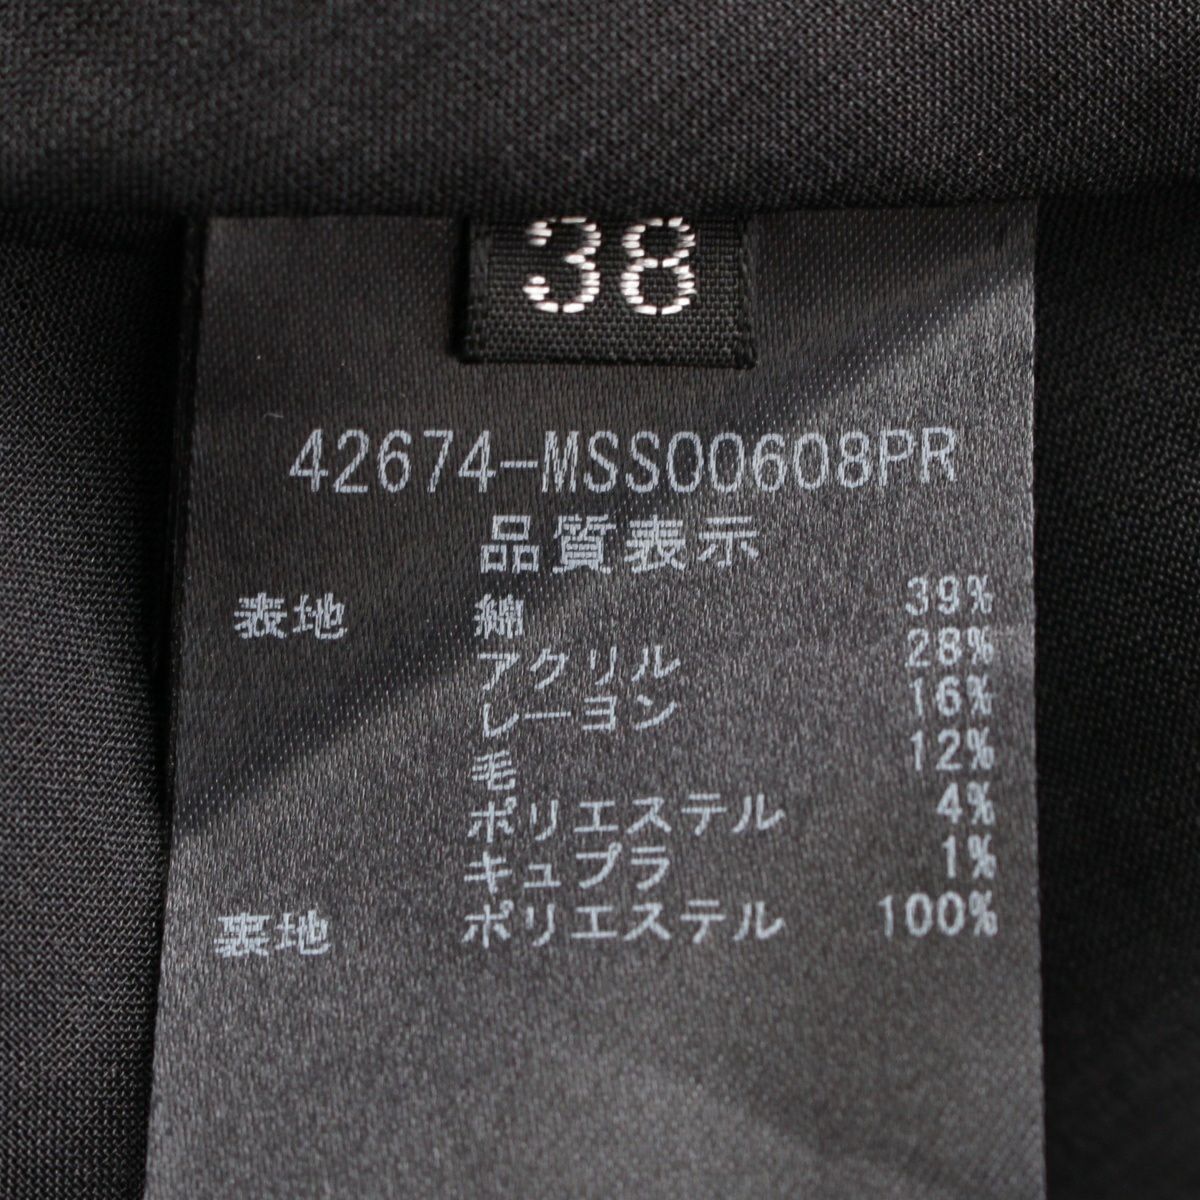 38
42674-MSS00608PR
品質表示
表地 綿 39%
アクリル 28%
レーヨン 16%
毛 12%
ポリエステル 4%
キュプラ 1%
裏地 ポリエステル 100%